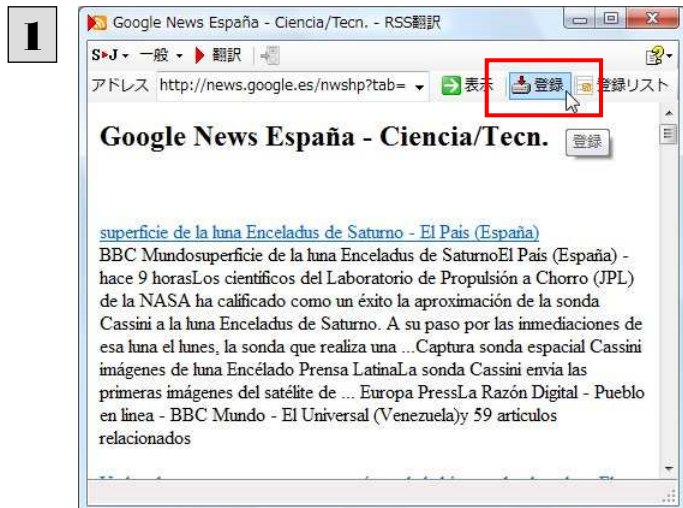 1
Google News España - Ciencia/Tecn. - RSS翻訳
S▸J 一般 翻訳
アドレス http://news.google.es/nwshp?tab= 表示 登録 登録リスト
Google News España - Ciencia/Tecn.
登録
superficie de la luna Enceladus de Saturno - El País (España)
BBC Mundosuperficie de la luna Enceladus de SaturnoEl País (España) -
hace 9 horasLos científicos del Laboratorio de Propulsión a Chorro (JPL)
de la NASA ha calificado como un éxito la aproximación de la sonda
Cassini a la luna Enceladus de Saturno. A su paso por las inmediaciones de
esa luna el lunes, la sonda que realiza una ...Captura sonda espacial Cassini
imágenes de luna Encélado Prensa LatinaLa sonda Cassini envía las
primeras imágenes del satélite de ... Europa PressLa Razón Digital - Pueblo
en línea - BBC Mundo - El Universal (Venezuela)y 59 artículos
relacionados